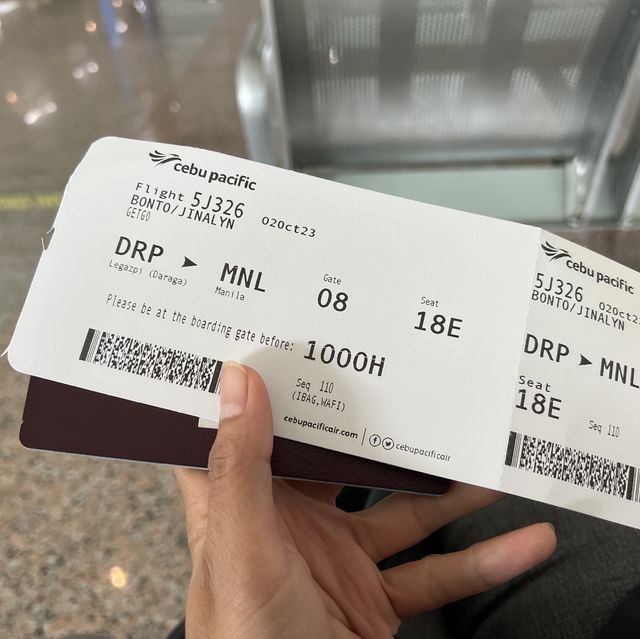 cebu pacific
Flight 5J326 02Oct23
BONTO/JINALYN
GETGO
DRP ➤ MNL
Legazpi (Daraga) Manila
Gate
08
Seat
18E
Please be at the boarding gate before: 1000H
Seq 110
(IBAG,WAFI)
cebupacificair.com | cebupacificair
cebu pacific
5J326 02Oct2
BONTO/JINALYN
DRP ➤ MNL
Seat
18E
Seq 110